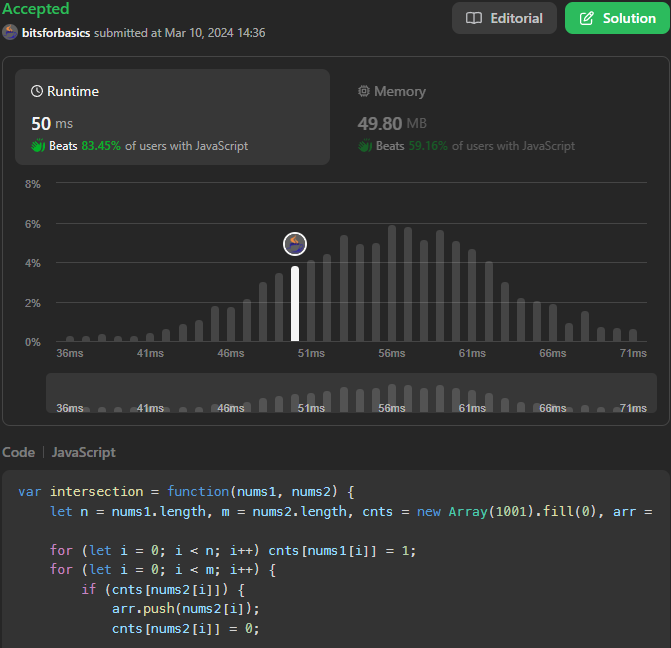 Accepted
Editorial
Solution
bitsforbasics submitted at Mar 10, 2024 14:36
Runtime
50 ms
Beats 83.45% of users with JavaScript
Memory
49.80 MB
Beats 59.16% of users with JavaScript
8%
6%
4%
2%
0%
36ms 41ms 46ms 51ms 56ms 61ms 66ms 71ms
36ms 41ms 46ms 51ms 56ms 61ms 66ms 71ms
Code | JavaScript
var intersection = function(nums1, nums2) {
    let n = nums1.length, m = nums2.length, cnts = new Array(1001).fill(0), arr =
    for (let i = 0; i < n; i++) cnts[nums1[i]] = 1;
    for (let i = 0; i < m; i++) {
        if (cnts[nums2[i]]) {
            arr.push(nums2[i]);
            cnts[nums2[i]] = 0;